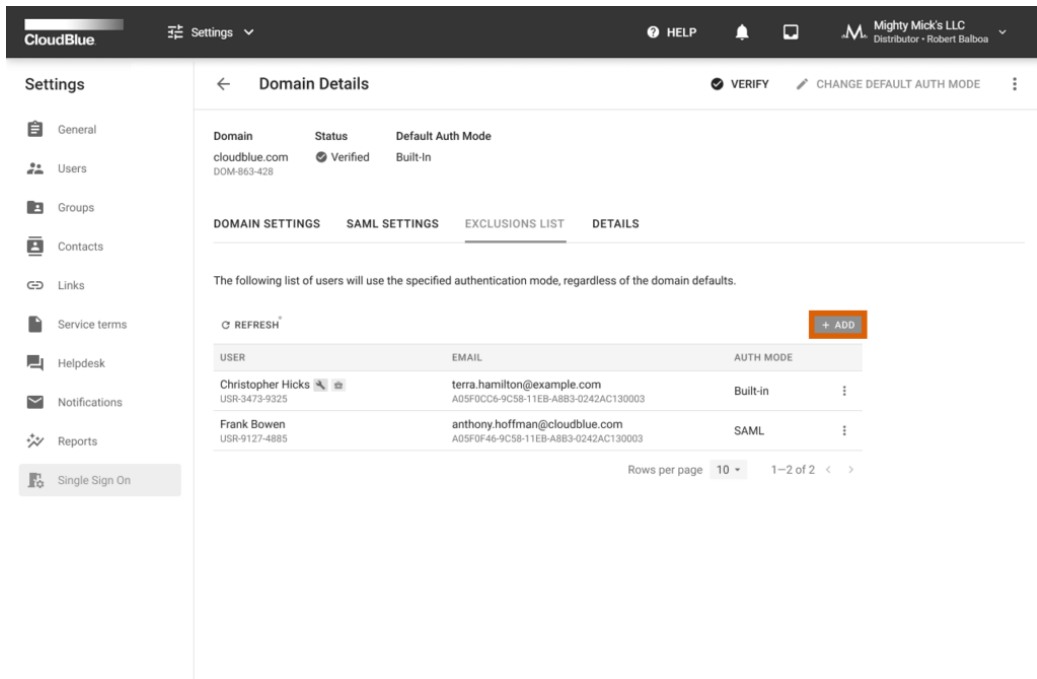 CloudBlue
Settings
HELP
Mighty Mick's LLC
Distributor • Robert Balboa
Settings
General
Users
Groups
Contacts
Links
Service terms
Helpdesk
Notifications
Reports
Single Sign On
Domain Details
VERIFY
CHANGE DEFAULT AUTH MODE
Domain Status Default Auth Mode
cloudblue.com Verified Built-In
DOM-863-428
DOMAIN SETTINGS SAML SETTINGS EXCLUSIONS LIST DETAILS
The following list of users will use the specified authentication mode, regardless of the domain defaults.
REFRESH
+ ADD
USER EMAIL AUTH MODE
Christopher Hicks terra.hamilton@example.com Built-in
USR-3473-9325 A05F0CC6-9C58-11EB-A8B3-0242AC130003
Frank Bowen anthony.hoffman@cloudblue.com SAML
USR-9127-4885 A05F0F46-9C58-11EB-A8B3-0242AC130003
Rows per page 10 1–2 of 2